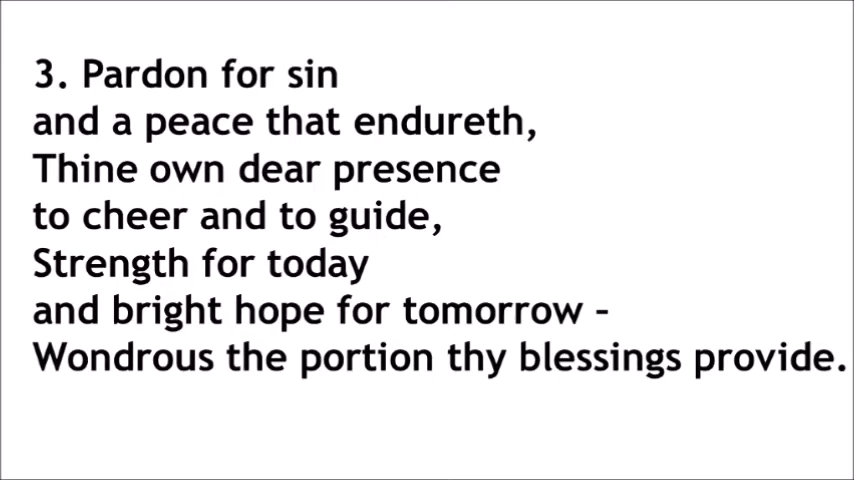 3. Pardon for sin
and a peace that endureth,
Thine own dear presence
to cheer and to guide,
Strength for today
and bright hope for tomorrow –
Wondrous the portion thy blessings provide.